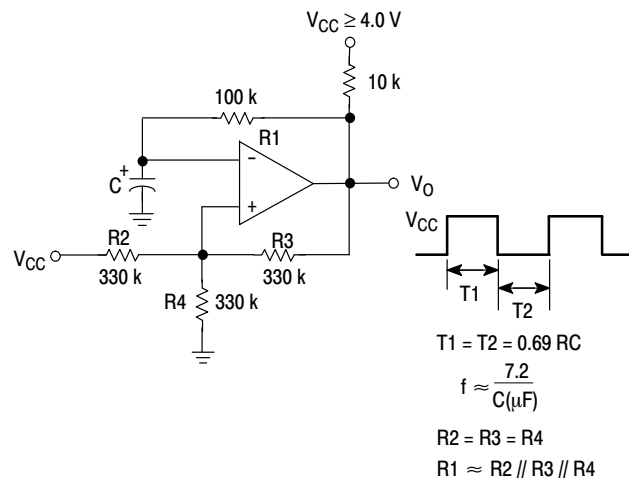 V_CC ≥ 4.0 V
10 k
100 k
R1
−
+
C
+
V_O
V_CC
R2
330 k
R3
330 k
R4
330 k
V_CC
T1
T2
T1 = T2 = 0.69 RC
f ≈ 7.2 / C(μF)
R2 = R3 = R4
R1 ≈ R2 // R3 // R4